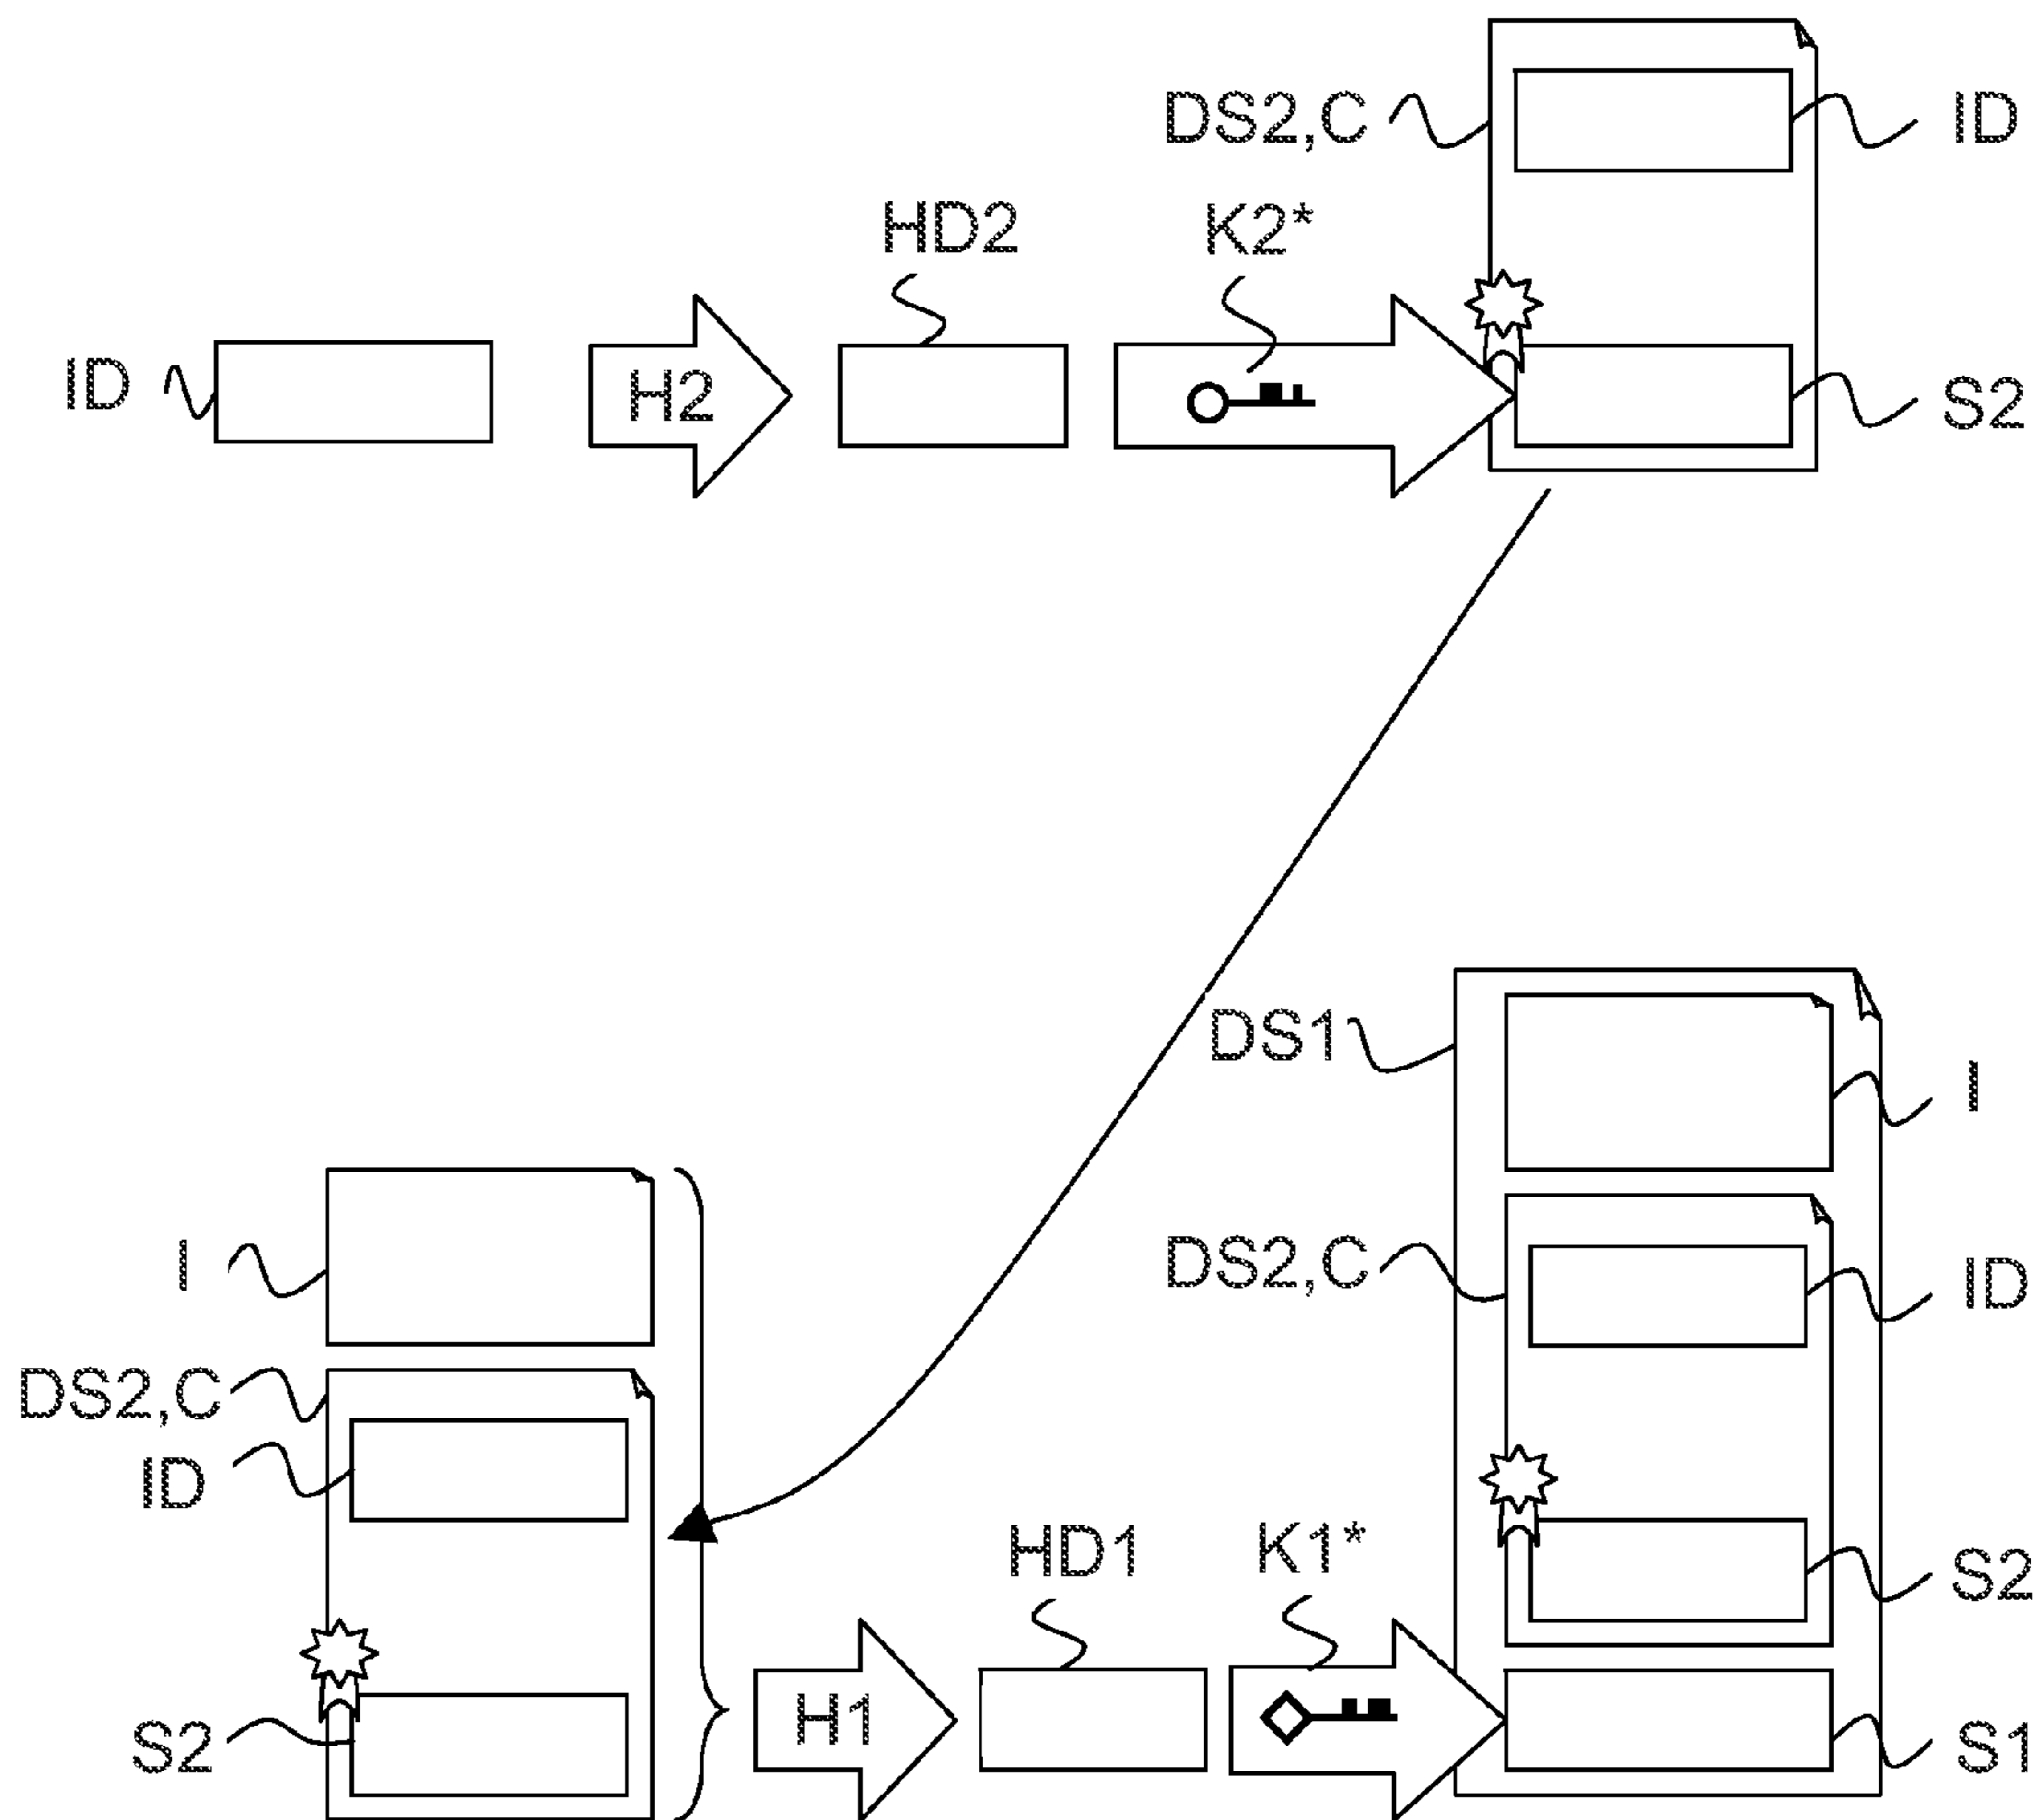 DS2,C
ID
HD2
K2*
ID
H2
S2
DS1
I
I
DS2,C
ID
DS2,C
ID
HD1
K1*
S2
S2
H1
S1